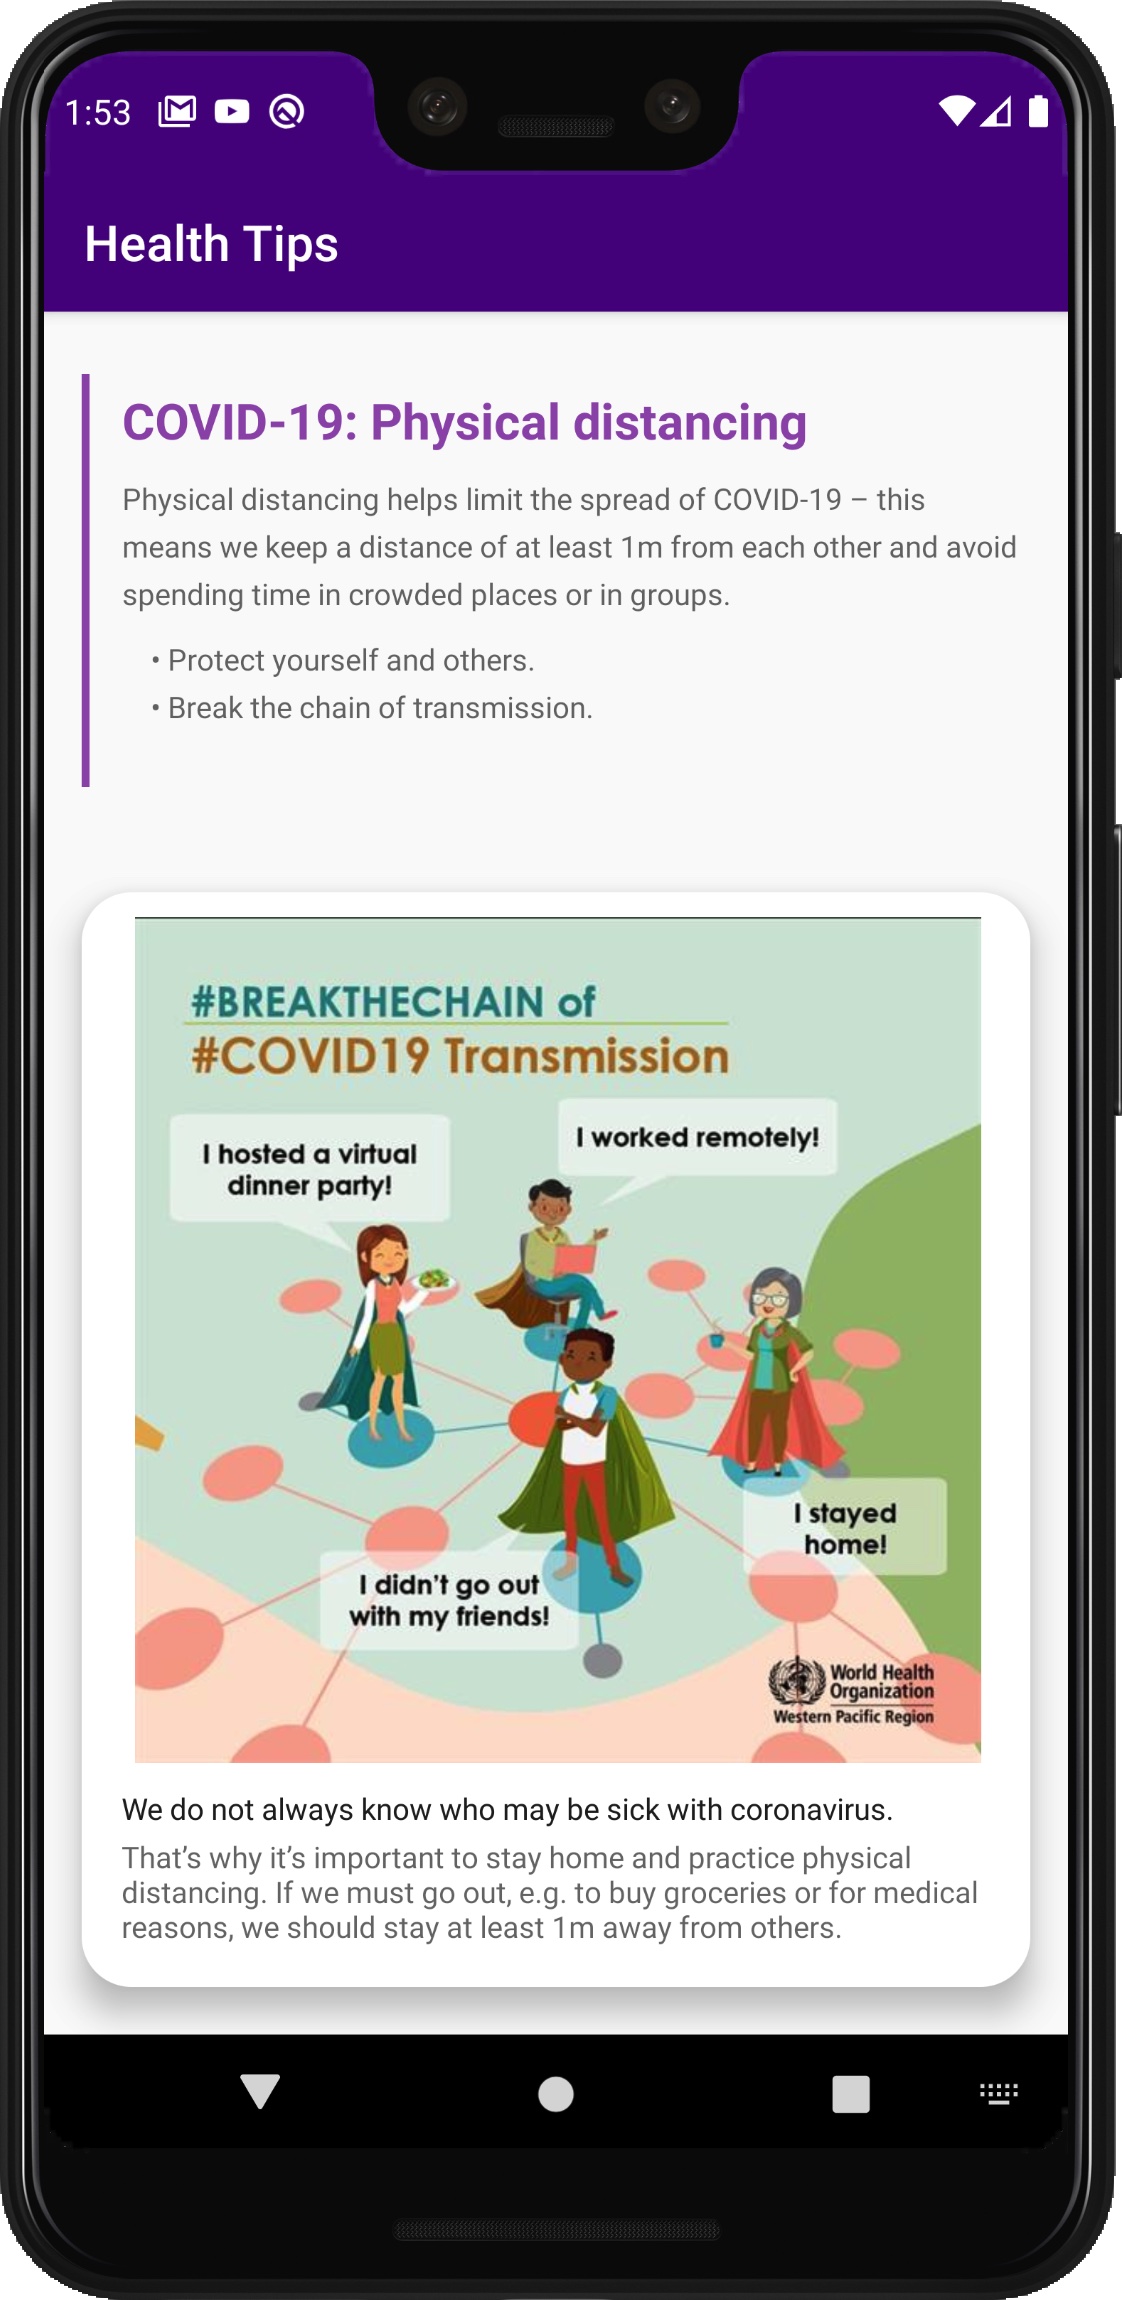 1:53
Health Tips
COVID-19: Physical distancing
Physical distancing helps limit the spread of COVID-19 – this
means we keep a distance of at least 1m from each other and avoid
spending time in crowded places or in groups.
• Protect yourself and others.
• Break the chain of transmission.
#BREAKTHECHAIN of
#COVID19 Transmission
I hosted a virtual
dinner party!
I worked remotely!
I stayed
home!
I didn't go out
with my friends!
World Health
Organization
Western Pacific Region
We do not always know who may be sick with coronavirus.
That’s why it’s important to stay home and practice physical
distancing. If we must go out, e.g. to buy groceries or for medical
reasons, we should stay at least 1m away from others.